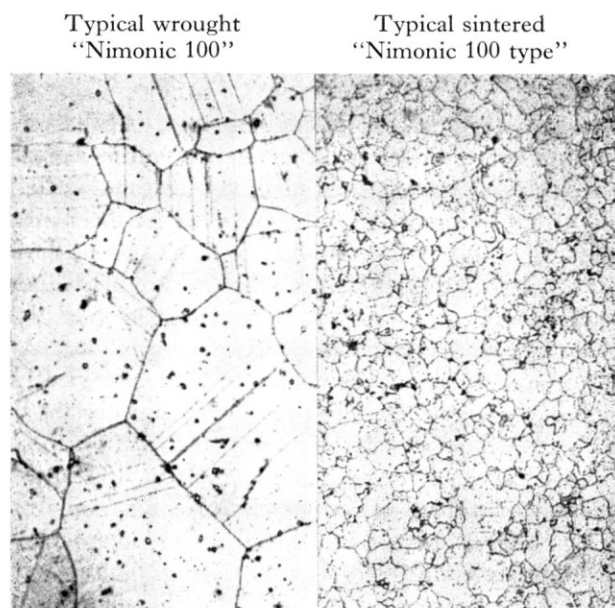 Typical wrought
“Nimonic 100”
Typical sintered
“Nimonic 100 type”